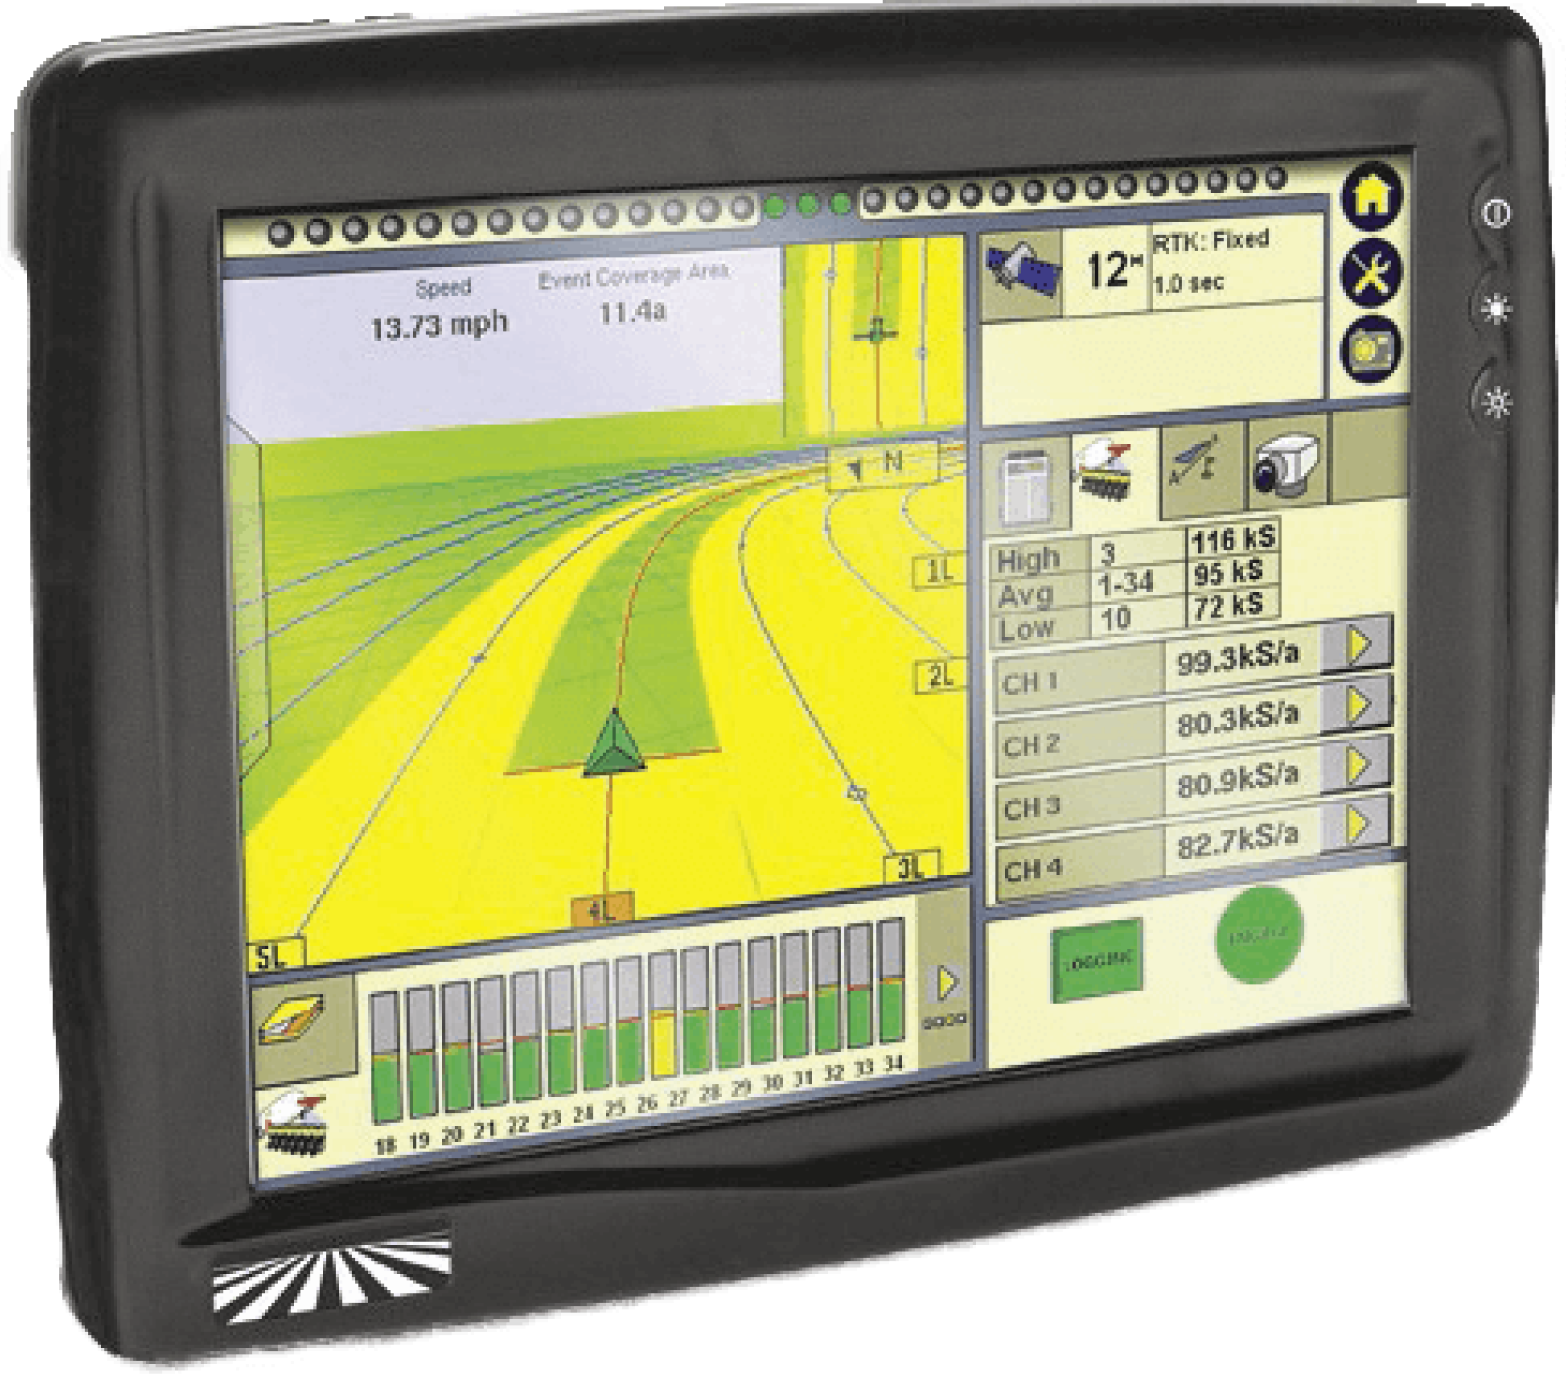 Speed
Event Coverage Area
13.73 mph
11.4a
12
RTK: Fixed
1.0 sec
N
1L
2L
3L
4L
5L
High 3 116 kS
Avg 1-34 95 kS
Low 10 72 kS
CH 1 99.3kS/a
CH 2 80.3kS/a
CH 3 80.9kS/a
CH 4 82.7kS/a
LOGGING
18 19 20 21 22 23 24 25 26 27 28 29 30 31 32 33 34